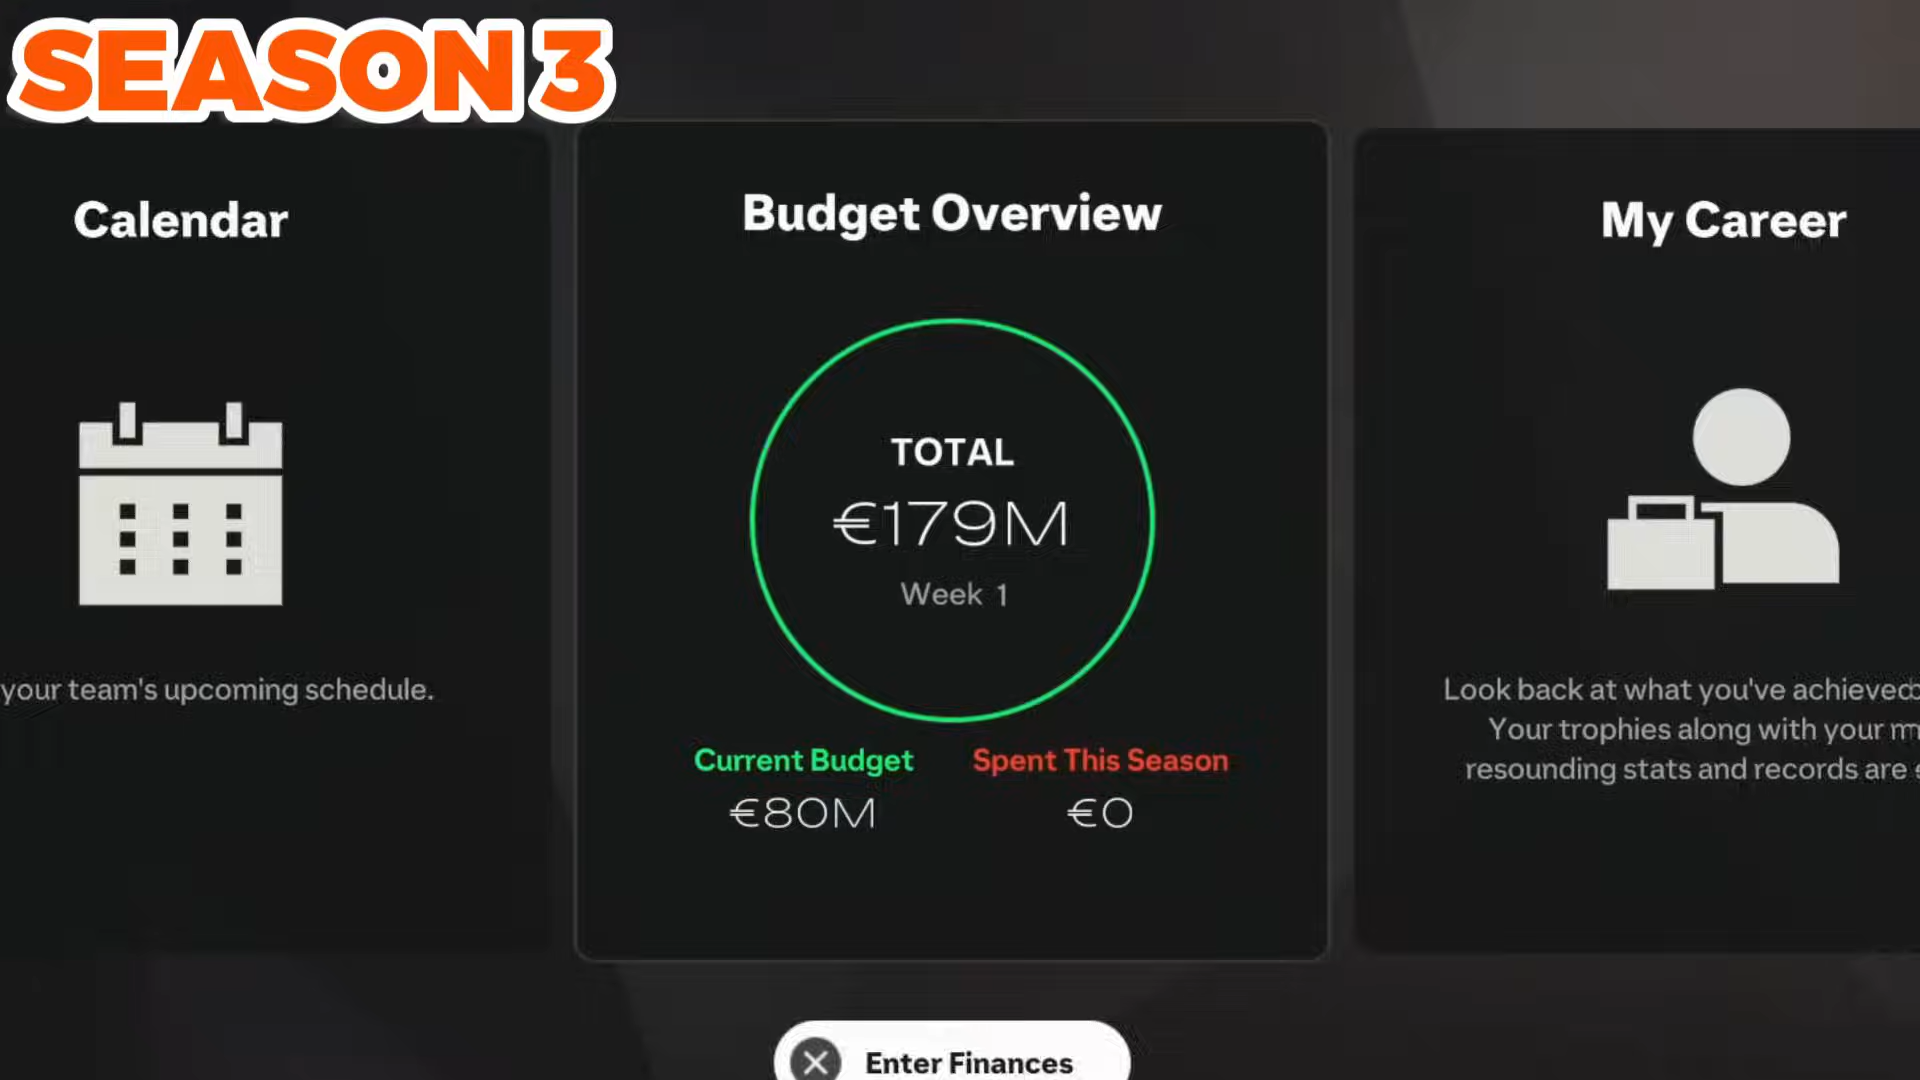 SEASON 3
Calendar
your team's upcoming schedule.
Budget Overview
TOTAL
€179M
Week 1
Current Budget
€80M
Spent This Season
€0
My Career
Look back at what you've achieved
Your trophies along with your
resounding stats and records are
Enter Finances